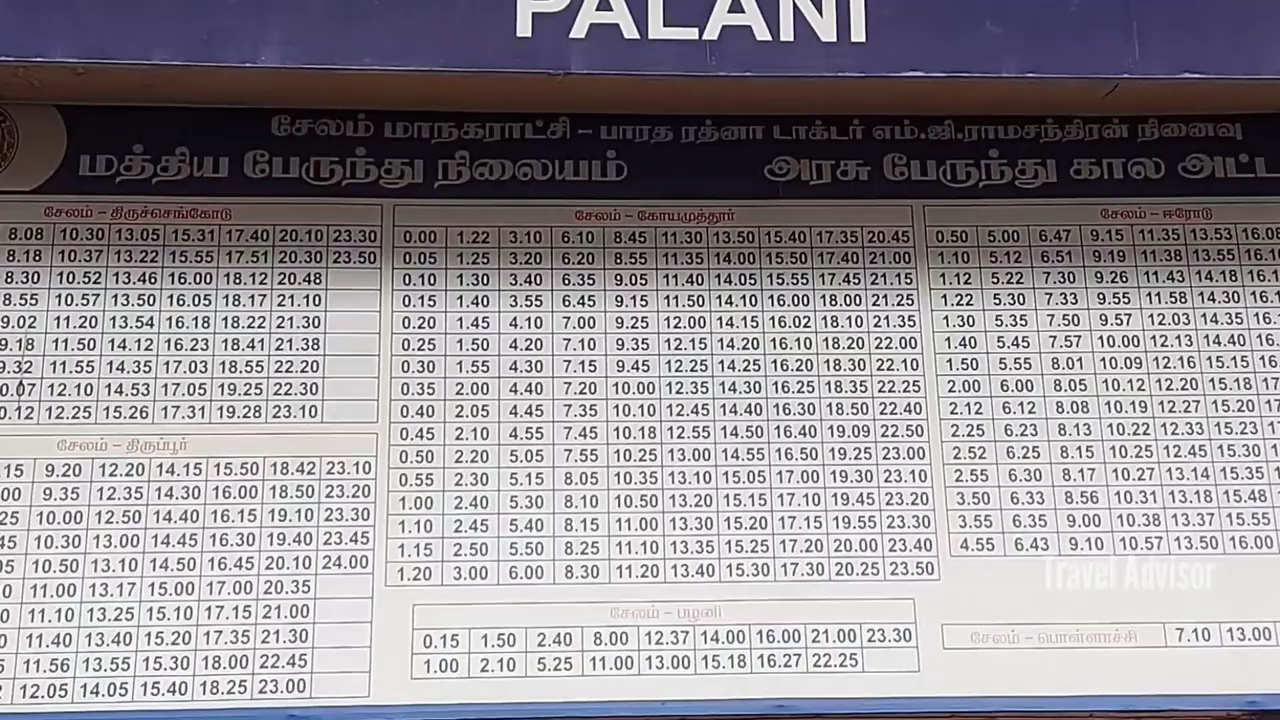 PALANI
சேலம் மாநகராட்சி – பாரத ரத்னா டாக்டர் எம்.ஜி.ராமசந்திரன் நினைவு
மத்திய பேருந்து நிலையம் அரசு பேருந்து கால அட்ட
சேலம் – திருச்செங்கோடு
8.08 10.30 13.05 15.31 17.40 20.10 23.30
8.18 10.37 13.22 15.55 17.51 20.30 23.50
8.30 10.52 13.46 16.00 18.12 20.48
8.55 10.57 13.50 16.05 18.17 21.10
9.02 11.20 13.54 16.18 18.22 21.30
9.18 11.50 14.12 16.23 18.41 21.38
9.32 11.55 14.35 17.03 18.55 22.20
0.07 12.10 14.53 17.05 19.25 22.30
0.12 12.25 15.26 17.31 19.28 23.10
சேலம் – திருப்பூர்
.15 9.20 12.20 14.15 15.50 18.42 23.10
00 9.35 12.35 14.30 16.00 18.50 23.20
25 10.00 12.50 14.40 16.15 19.10 23.30
45 10.30 13.00 14.45 16.30 19.40 23.45
05 10.50 13.10 14.50 16.45 20.10 24.00
0 11.00 13.17 15.00 17.00 20.35
0 11.10 13.25 15.10 17.15 21.00
0 11.40 13.40 15.20 17.35 21.30
5 11.56 13.55 15.30 18.00 22.45
12.05 14.05 15.40 18.25 23.00
சேலம் – கோயமுத்தூர்
0.00 1.22 3.10 6.10 8.45 11.30 13.50 15.40 17.35 20.45
0.05 1.25 3.20 6.20 8.55 11.35 14.00 15.50 17.40 21.00
0.10 1.30 3.40 6.35 9.05 11.40 14.05 15.55 17.45 21.15
0.15 1.40 3.55 6.45 9.15 11.50 14.10 16.00 18.00 21.25
0.20 1.45 4.10 7.00 9.25 12.00 14.15 16.02 18.10 21.35
0.25 1.50 4.20 7.10 9.35 12.15 14.20 16.10 18.20 22.00
0.30 1.55 4.30 7.15 9.45 12.25 14.25 16.20 18.30 22.10
0.35 2.00 4.40 7.20 10.00 12.35 14.30 16.25 18.35 22.25
0.40 2.05 4.45 7.35 10.10 12.45 14.40 16.30 18.50 22.40
0.45 2.10 4.55 7.45 10.18 12.55 14.50 16.40 19.09 22.50
0.50 2.20 5.05 7.55 10.25 13.00 14.55 16.50 19.25 23.00
0.55 2.30 5.15 8.05 10.35 13.10 15.05 17.00 19.30 23.10
1.00 2.40 5.30 8.10 10.50 13.20 15.15 17.10 19.45 23.20
1.10 2.45 5.40 8.15 11.00 13.30 15.20 17.15 19.55 23.30
1.15 2.50 5.50 8.25 11.10 13.35 15.25 17.20 20.00 23.40
1.20 3.00 6.00 8.30 11.20 13.40 15.30 17.30 20.25 23.50
சேலம் – பழனி
0.15 1.50 2.40 8.00 12.37 14.00 16.00 21.00 23.30
1.00 2.10 5.25 11.00 13.00 15.18 16.27 22.25
சேலம் – ஈரோடு
0.50 5.00 6.47 9.15 11.35 13.53 16.08
1.10 5.12 6.51 9.19 11.38 13.55 16.1
1.12 5.22 7.30 9.26 11.43 14.18 16.1
1.22 5.30 7.33 9.55 11.58 14.30 16.1
1.30 5.35 7.50 9.57 12.03 14.35 16.
1.40 5.45 7.57 10.00 12.13 14.40 16.
1.50 5.55 8.01 10.09 12.16 15.15 16.
2.00 6.00 8.05 10.12 12.20 15.18 17
2.12 6.12 8.08 10.19 12.27 15.20 17
2.25 6.23 8.13 10.22 12.33 15.23 17
2.52 6.25 8.15 10.25 12.45 15.30 1
2.55 6.30 8.17 10.27 13.14 15.35
3.50 6.33 8.56 10.31 13.18 15.48
3.55 6.35 9.00 10.38 13.37 15.55
4.55 6.43 9.10 10.57 13.50 16.00
Travel Advisor
சேலம் – பொள்ளாச்சி 7.10 13.00